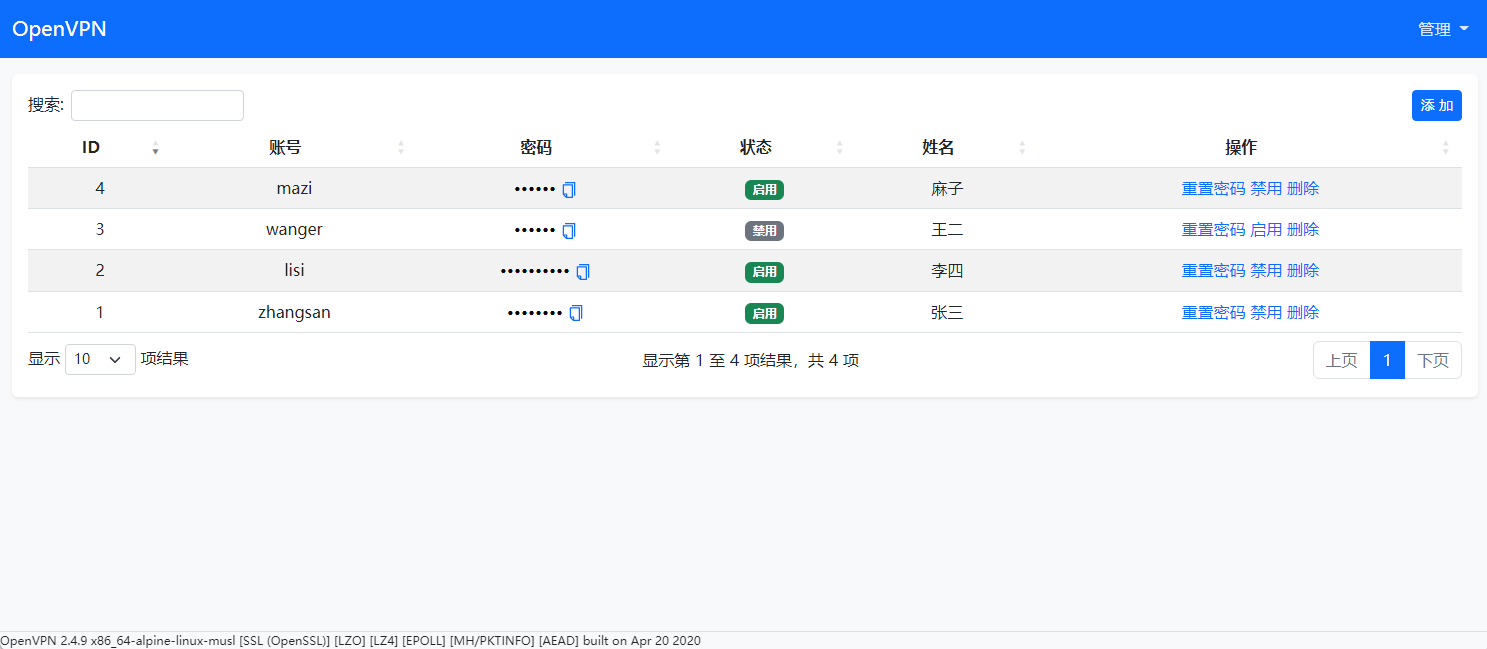 OpenVPN 管理
搜索: 添 加
ID 账号 密码 状态 姓名 操作
4 mazi •••••• 启用 麻子 重置密码 禁用 删除
3 wanger •••••• 禁用 王二 重置密码 启用 删除
2 lisi •••••••••• 启用 李四 重置密码 禁用 删除
1 zhangsan •••••••• 启用 张三 重置密码 禁用 删除
显示 10 项结果 显示第 1 至 4 项结果，共 4 项 上页 1 下页
OpenVPN 2.4.9 x86_64-alpine-linux-musl [SSL (OpenSSL)] [LZO] [LZ4] [EPOLL] [MH/PKTINFO] [AEAD] built on Apr 20 2020